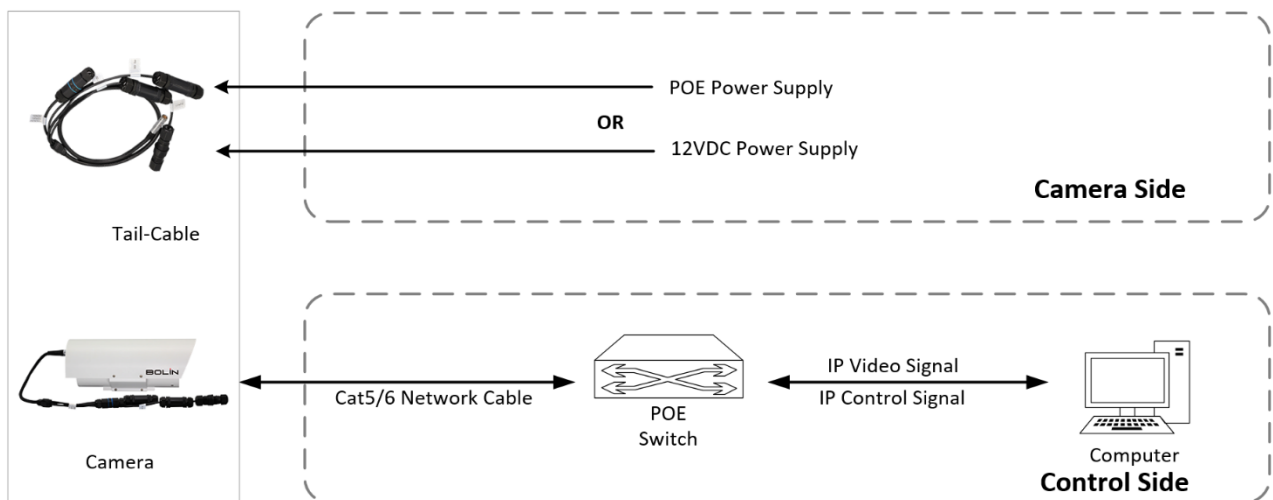 POE Power Supply
OR
12VDC Power Supply
Camera Side
Tail-Cable
BOLIN
Cat5/6 Network Cable
POE
Switch
IP Video Signal
IP Control Signal
Camera
Computer
Control Side